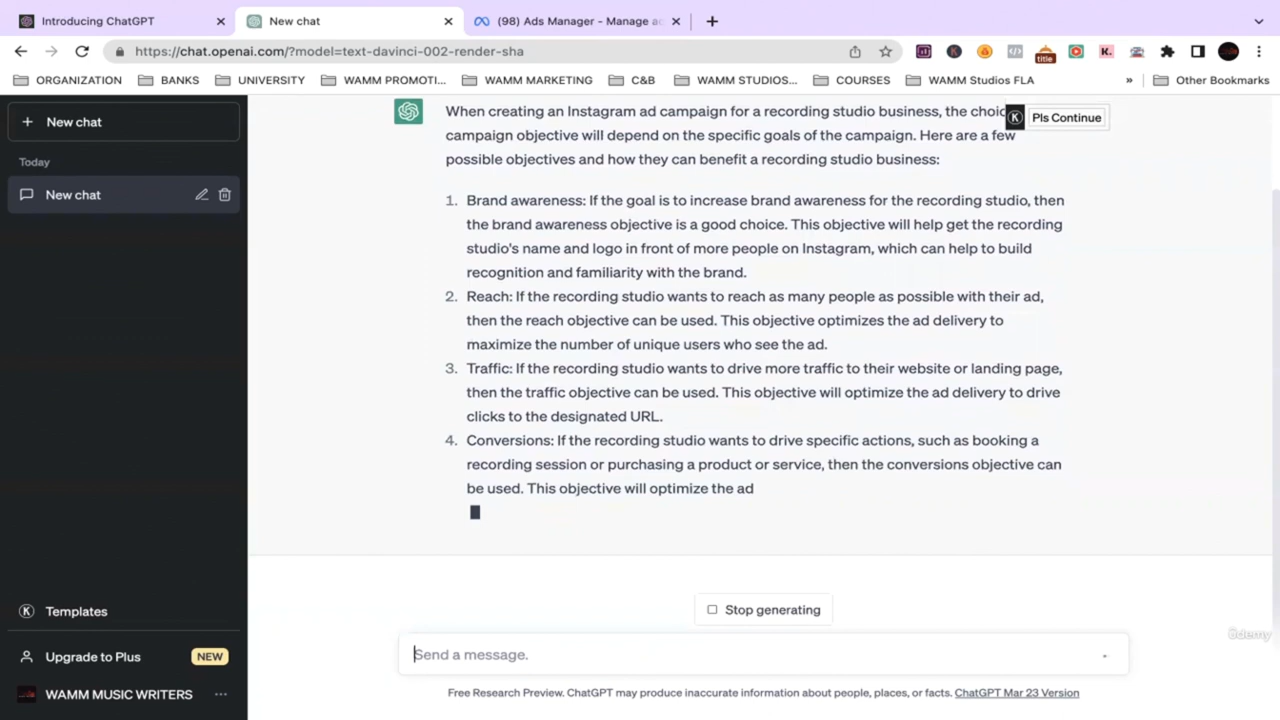 Introducing ChatGPT
New chat
(98) Ads Manager - Manage ad
https://chat.openai.com/?model=text-davinci-002-render-sha
title
ORGANIZATION
BANKS
UNIVERSITY
WAMM PROMOTI...
WAMM MARKETING
C&B
WAMM STUDIOS...
COURSES
WAMM Studios FLA
»
Other Bookmarks
+ New chat
Today
New chat
Templates
Upgrade to Plus NEW
WAMM MUSIC WRITERS ...
When creating an Instagram ad campaign for a recording studio business, the choic
Pls Continue
campaign objective will depend on the specific goals of the campaign. Here are a few
possible objectives and how they can benefit a recording studio business:
1. Brand awareness: If the goal is to increase brand awareness for the recording studio, then
the brand awareness objective is a good choice. This objective will help get the recording
studio's name and logo in front of more people on Instagram, which can help to build
recognition and familiarity with the brand.
2. Reach: If the recording studio wants to reach as many people as possible with their ad,
then the reach objective can be used. This objective optimizes the ad delivery to
maximize the number of unique users who see the ad.
3. Traffic: If the recording studio wants to drive more traffic to their website or landing page,
then the traffic objective can be used. This objective will optimize the ad delivery to drive
clicks to the designated URL.
4. Conversions: If the recording studio wants to drive specific actions, such as booking a
recording session or purchasing a product or service, then the conversions objective can
be used. This objective will optimize the ad
Stop generating
Send a message.
Free Research Preview. ChatGPT may produce inaccurate information about people, places, or facts. ChatGPT Mar 23 Version
ûdemy